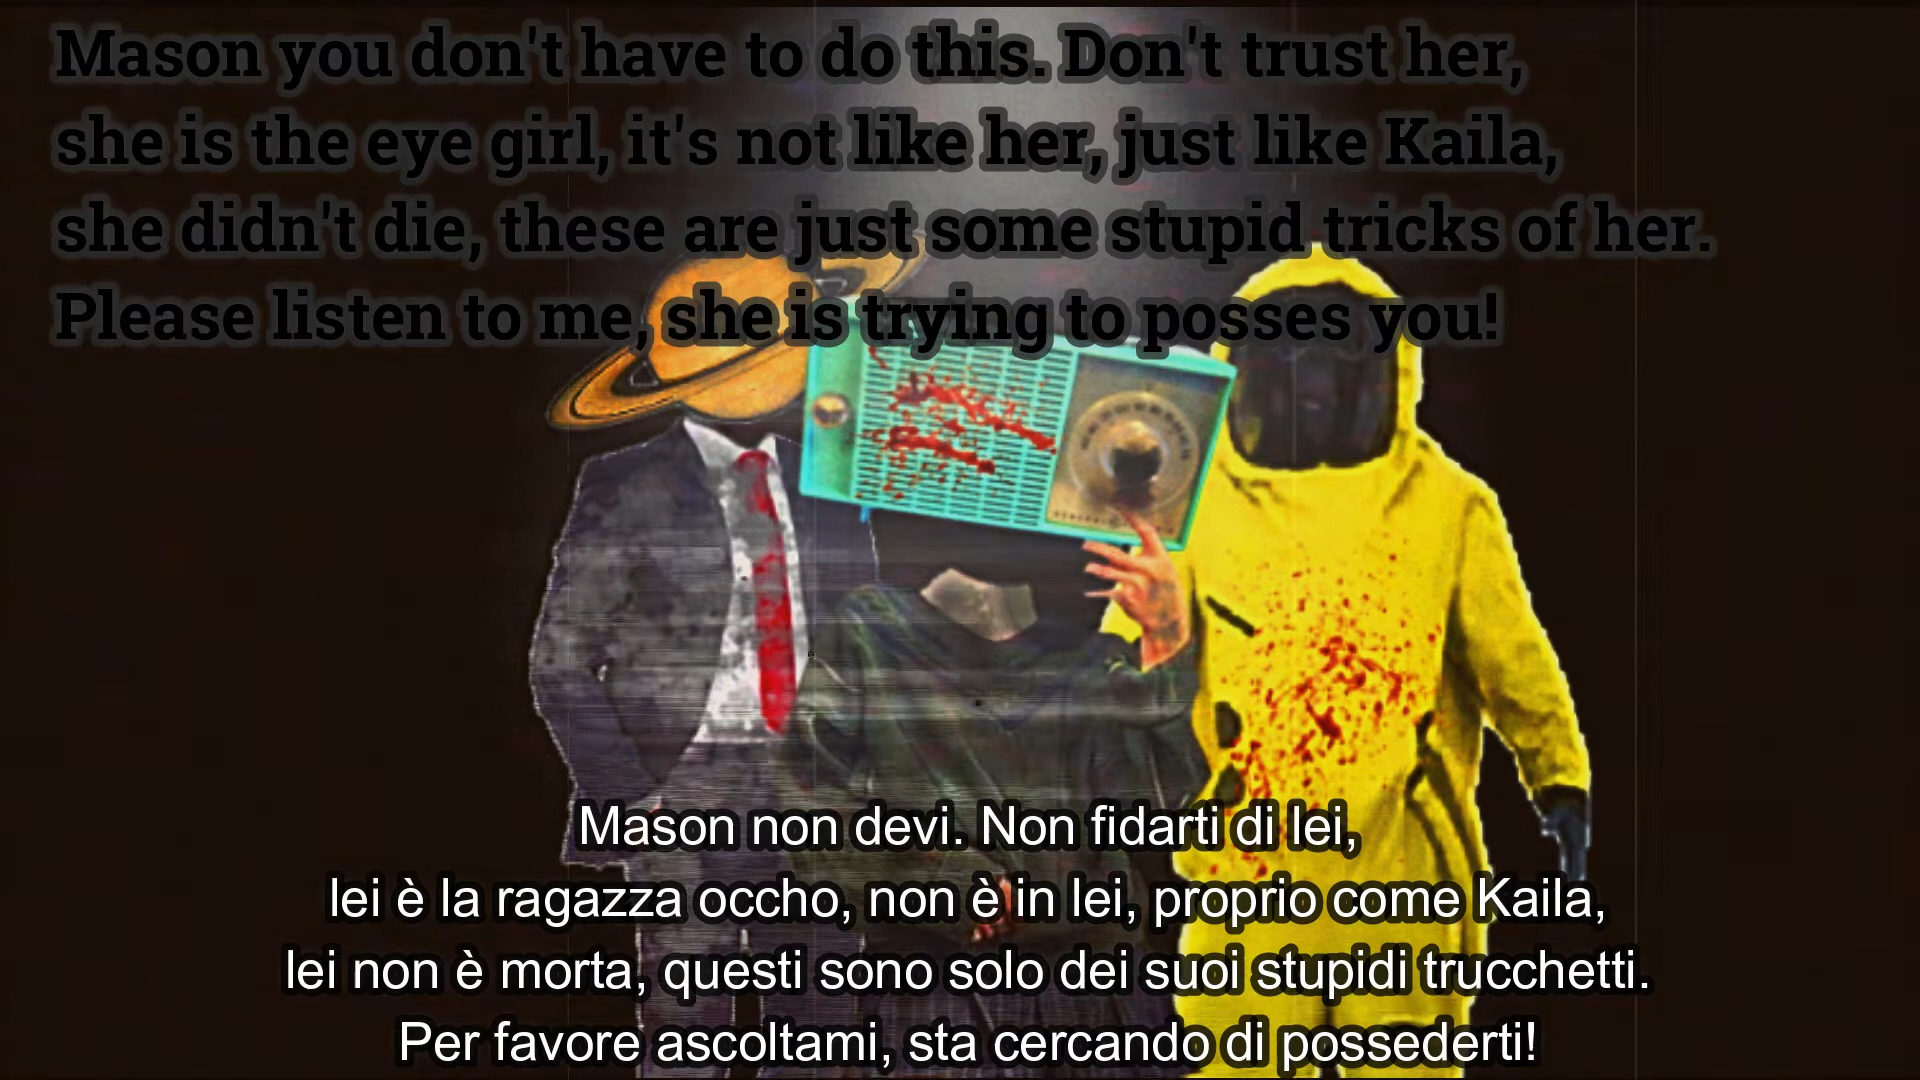 Mason you don't have to do this. Don't trust her,
she is the eye girl, it's not like her, just like Kaila,
she didn't die, these are just some stupid tricks of her.
Please listen to me, she is trying to posses you!
Mason non devi. Non fidarti di lei,
lei è la ragazza occho, non è in lei, proprio come Kaila,
lei non è morta, questi sono solo dei suoi stupidi trucchetti.
Per favore ascoltami, sta cercando di possederti!